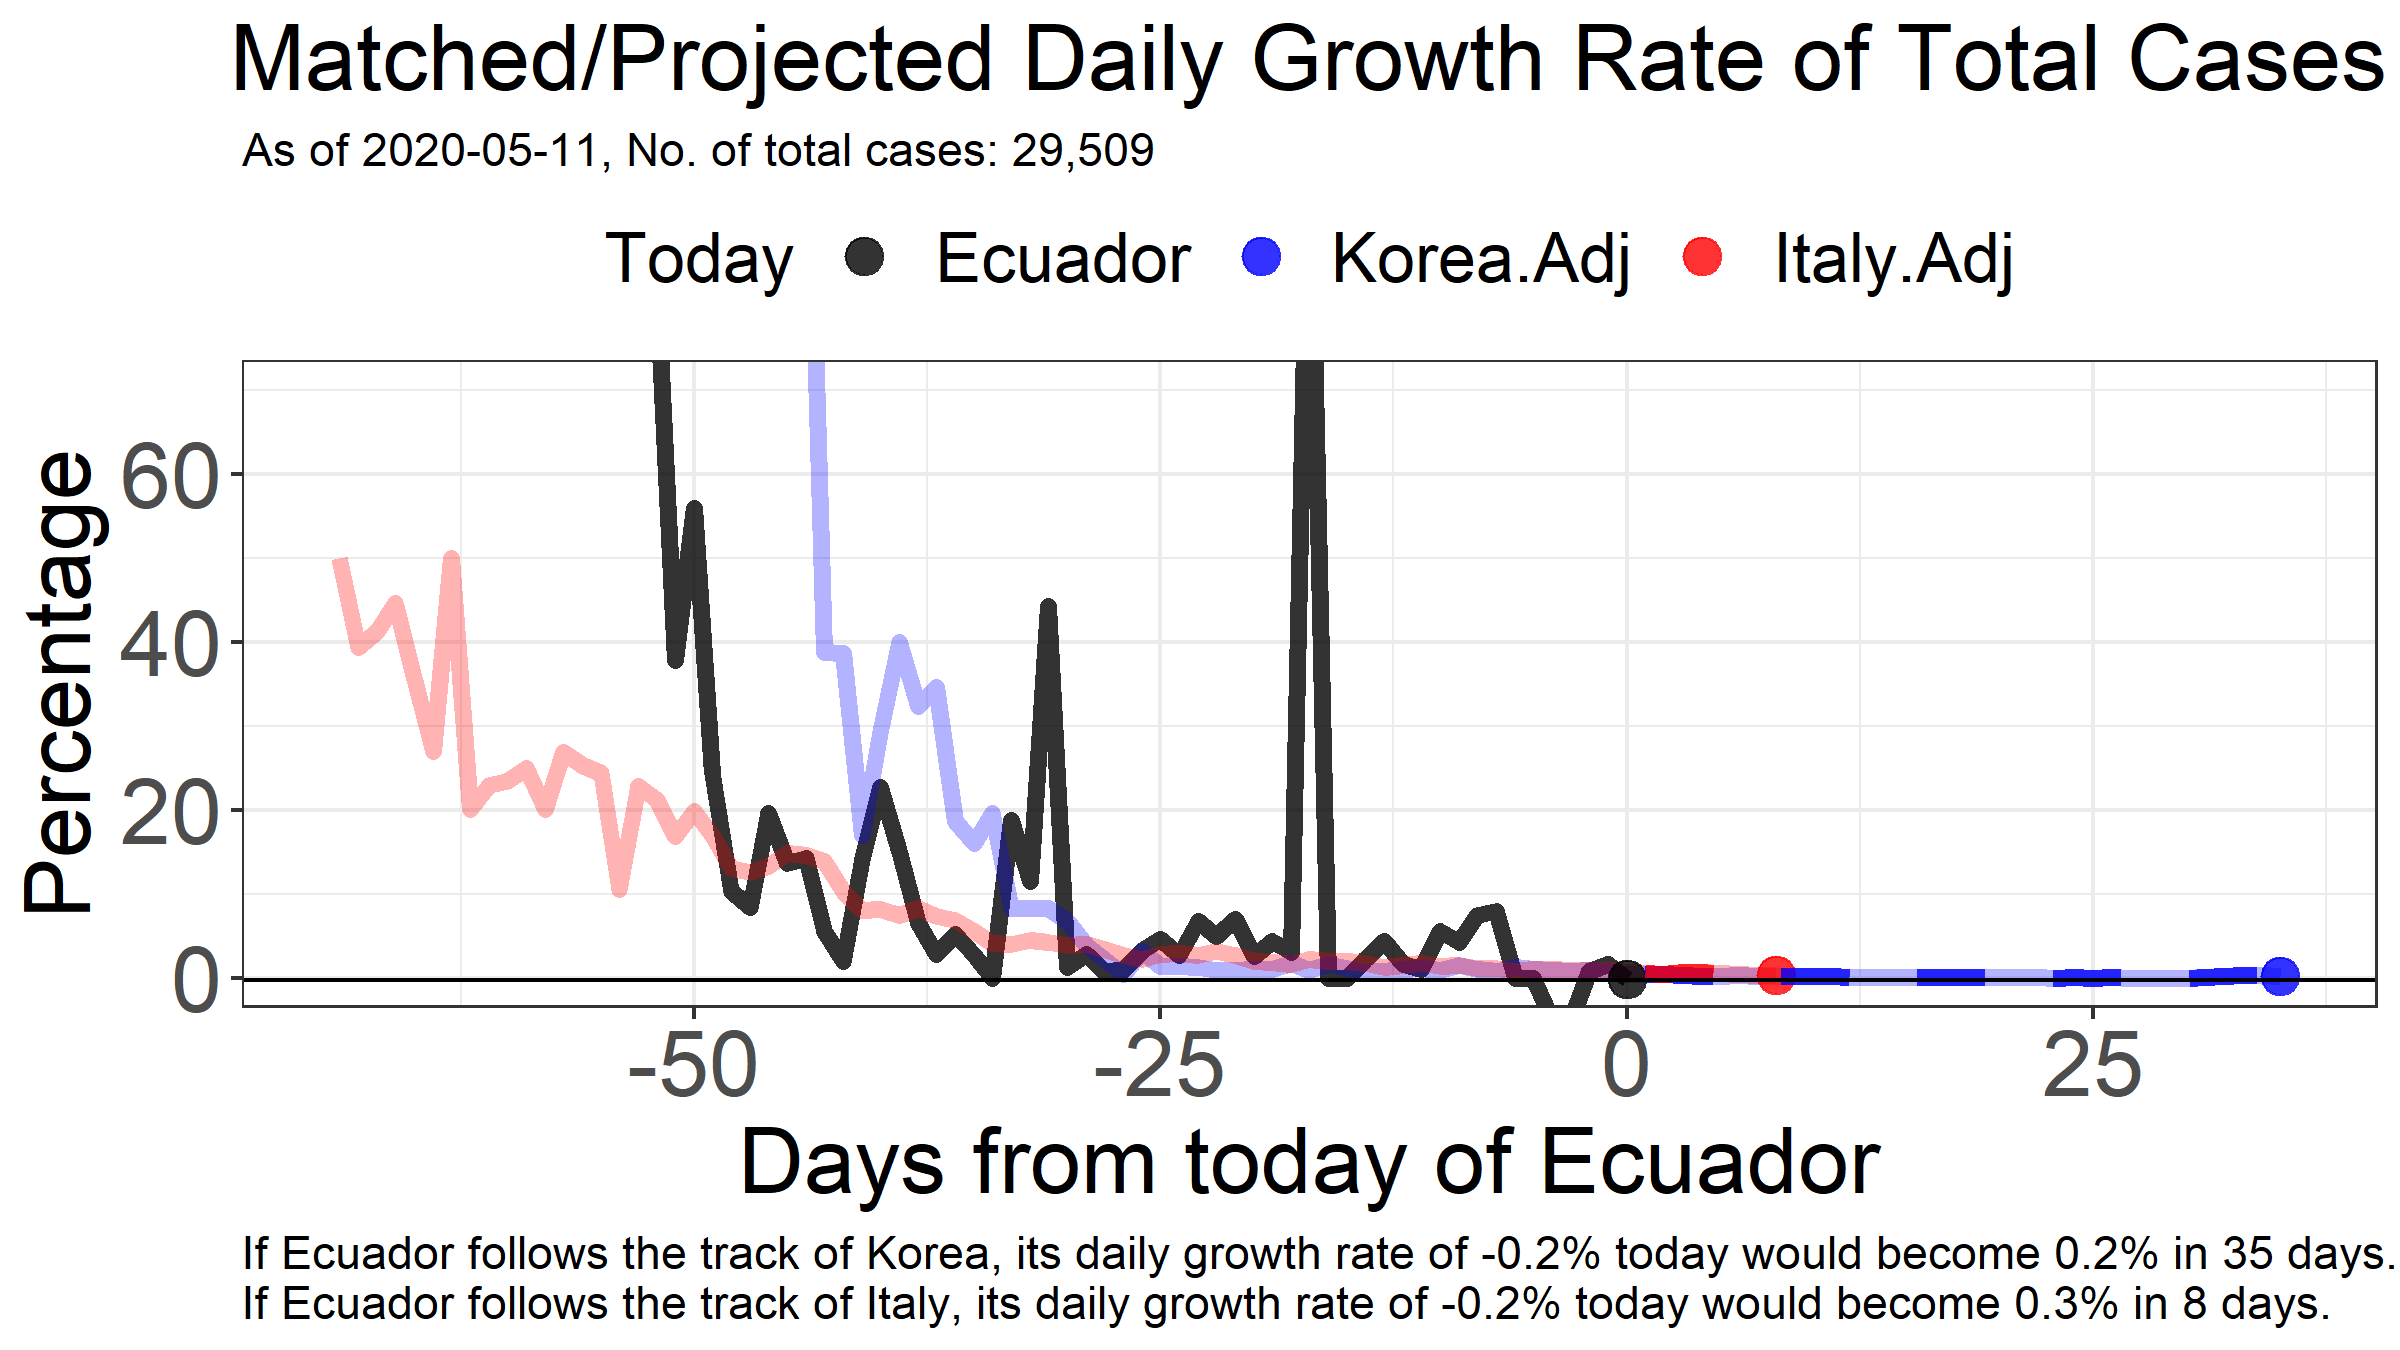 Matched/Projected Daily Growth Rate of Total Cases
As of 2020-05-11, No. of total cases: 29,509
Today Ecuador Korea.Adj Italy.Adj
Percentage
60
40
20
0
-50 -25 0 25
Days from today of Ecuador
If Ecuador follows the track of Korea, its daily growth rate of -0.2% today would become 0.2% in 35 days.
If Ecuador follows the track of Italy, its daily growth rate of -0.2% today would become 0.3% in 8 days.